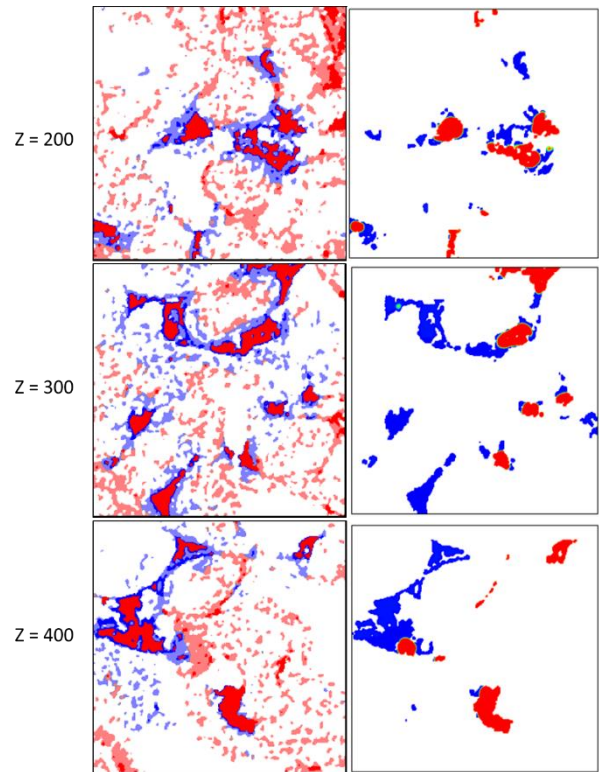 Z = 200
Z = 300
Z = 400